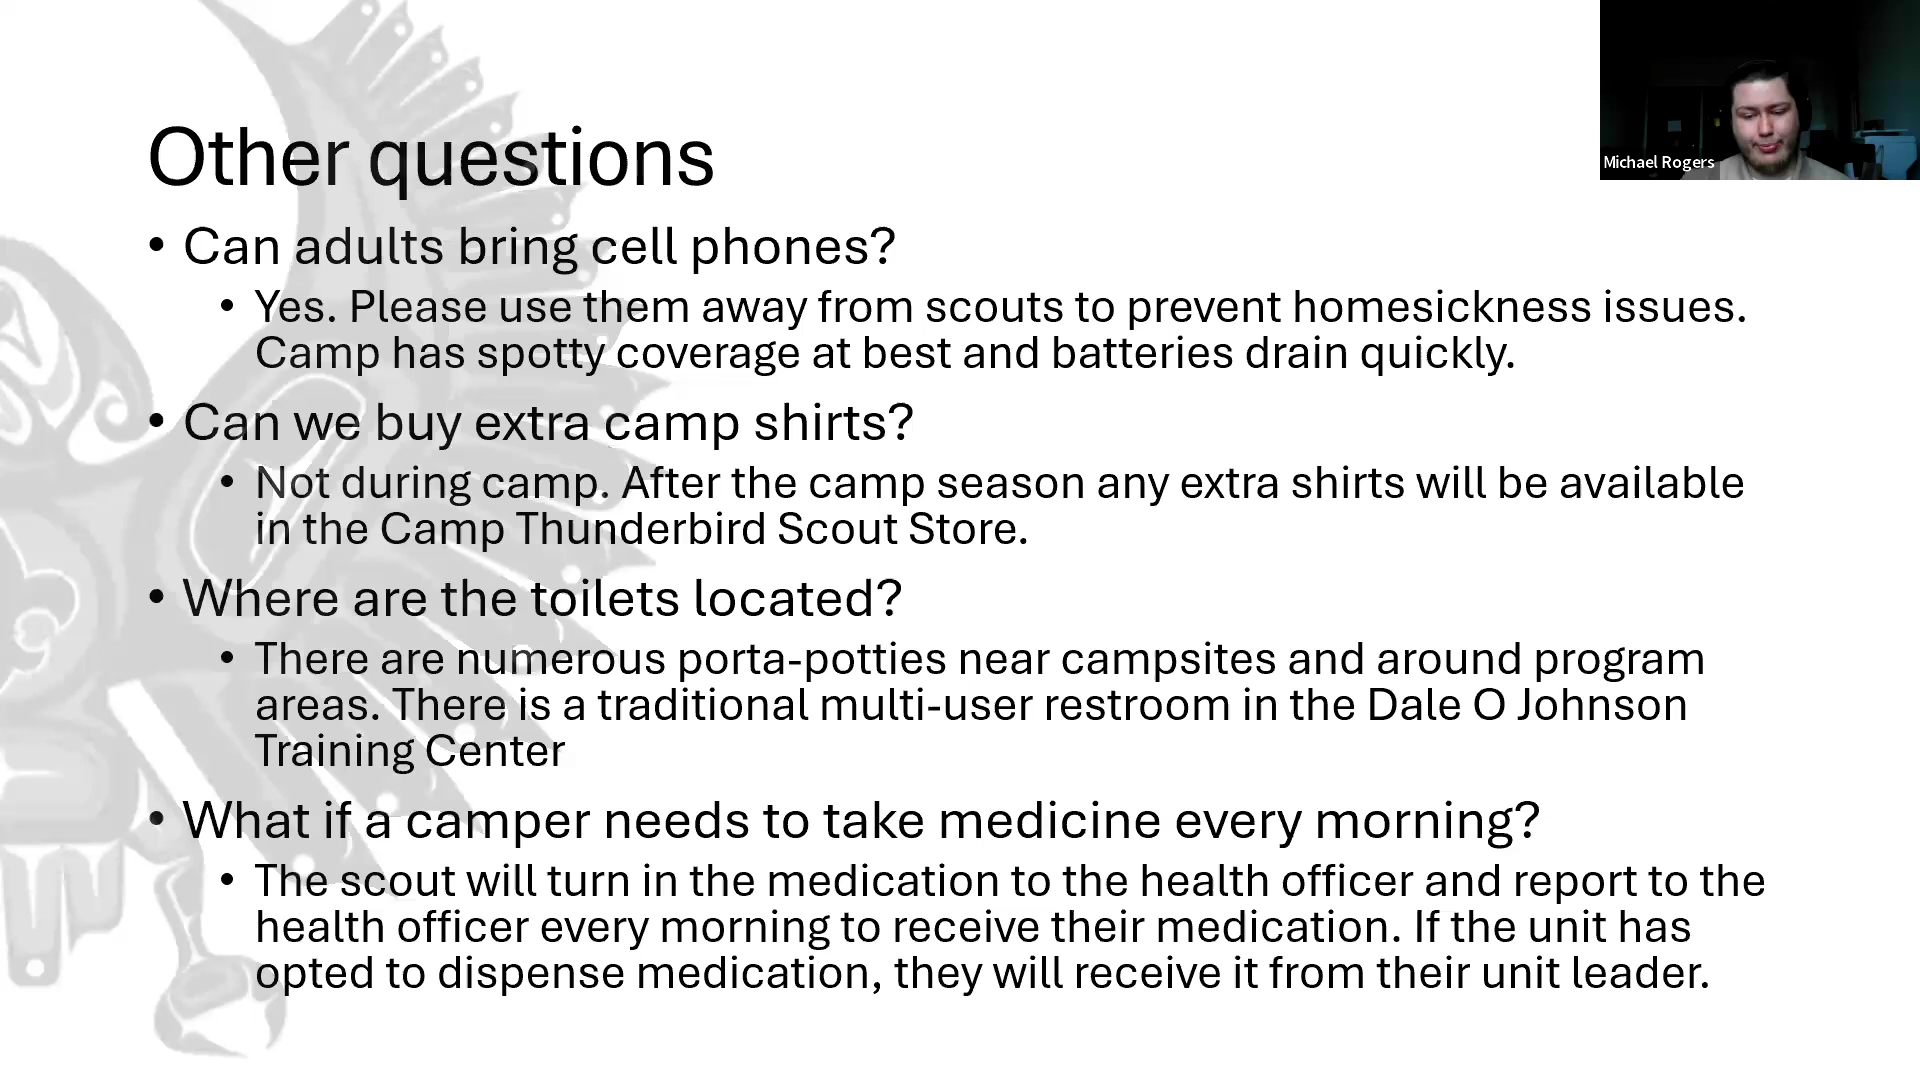 Other questions
Michael Rogers
• Can adults bring cell phones?
• Yes. Please use them away from scouts to prevent homesickness issues.
Camp has spotty coverage at best and batteries drain quickly.
• Can we buy extra camp shirts?
• Not during camp. After the camp season any extra shirts will be available
in the Camp Thunderbird Scout Store.
• Where are the toilets located?
• There are numerous porta-potties near campsites and around program
areas. There is a traditional multi-user restroom in the Dale O Johnson
Training Center
• What if a camper needs to take medicine every morning?
• The scout will turn in the medication to the health officer and report to the
health officer every morning to receive their medication. If the unit has
opted to dispense medication, they will receive it from their unit leader.